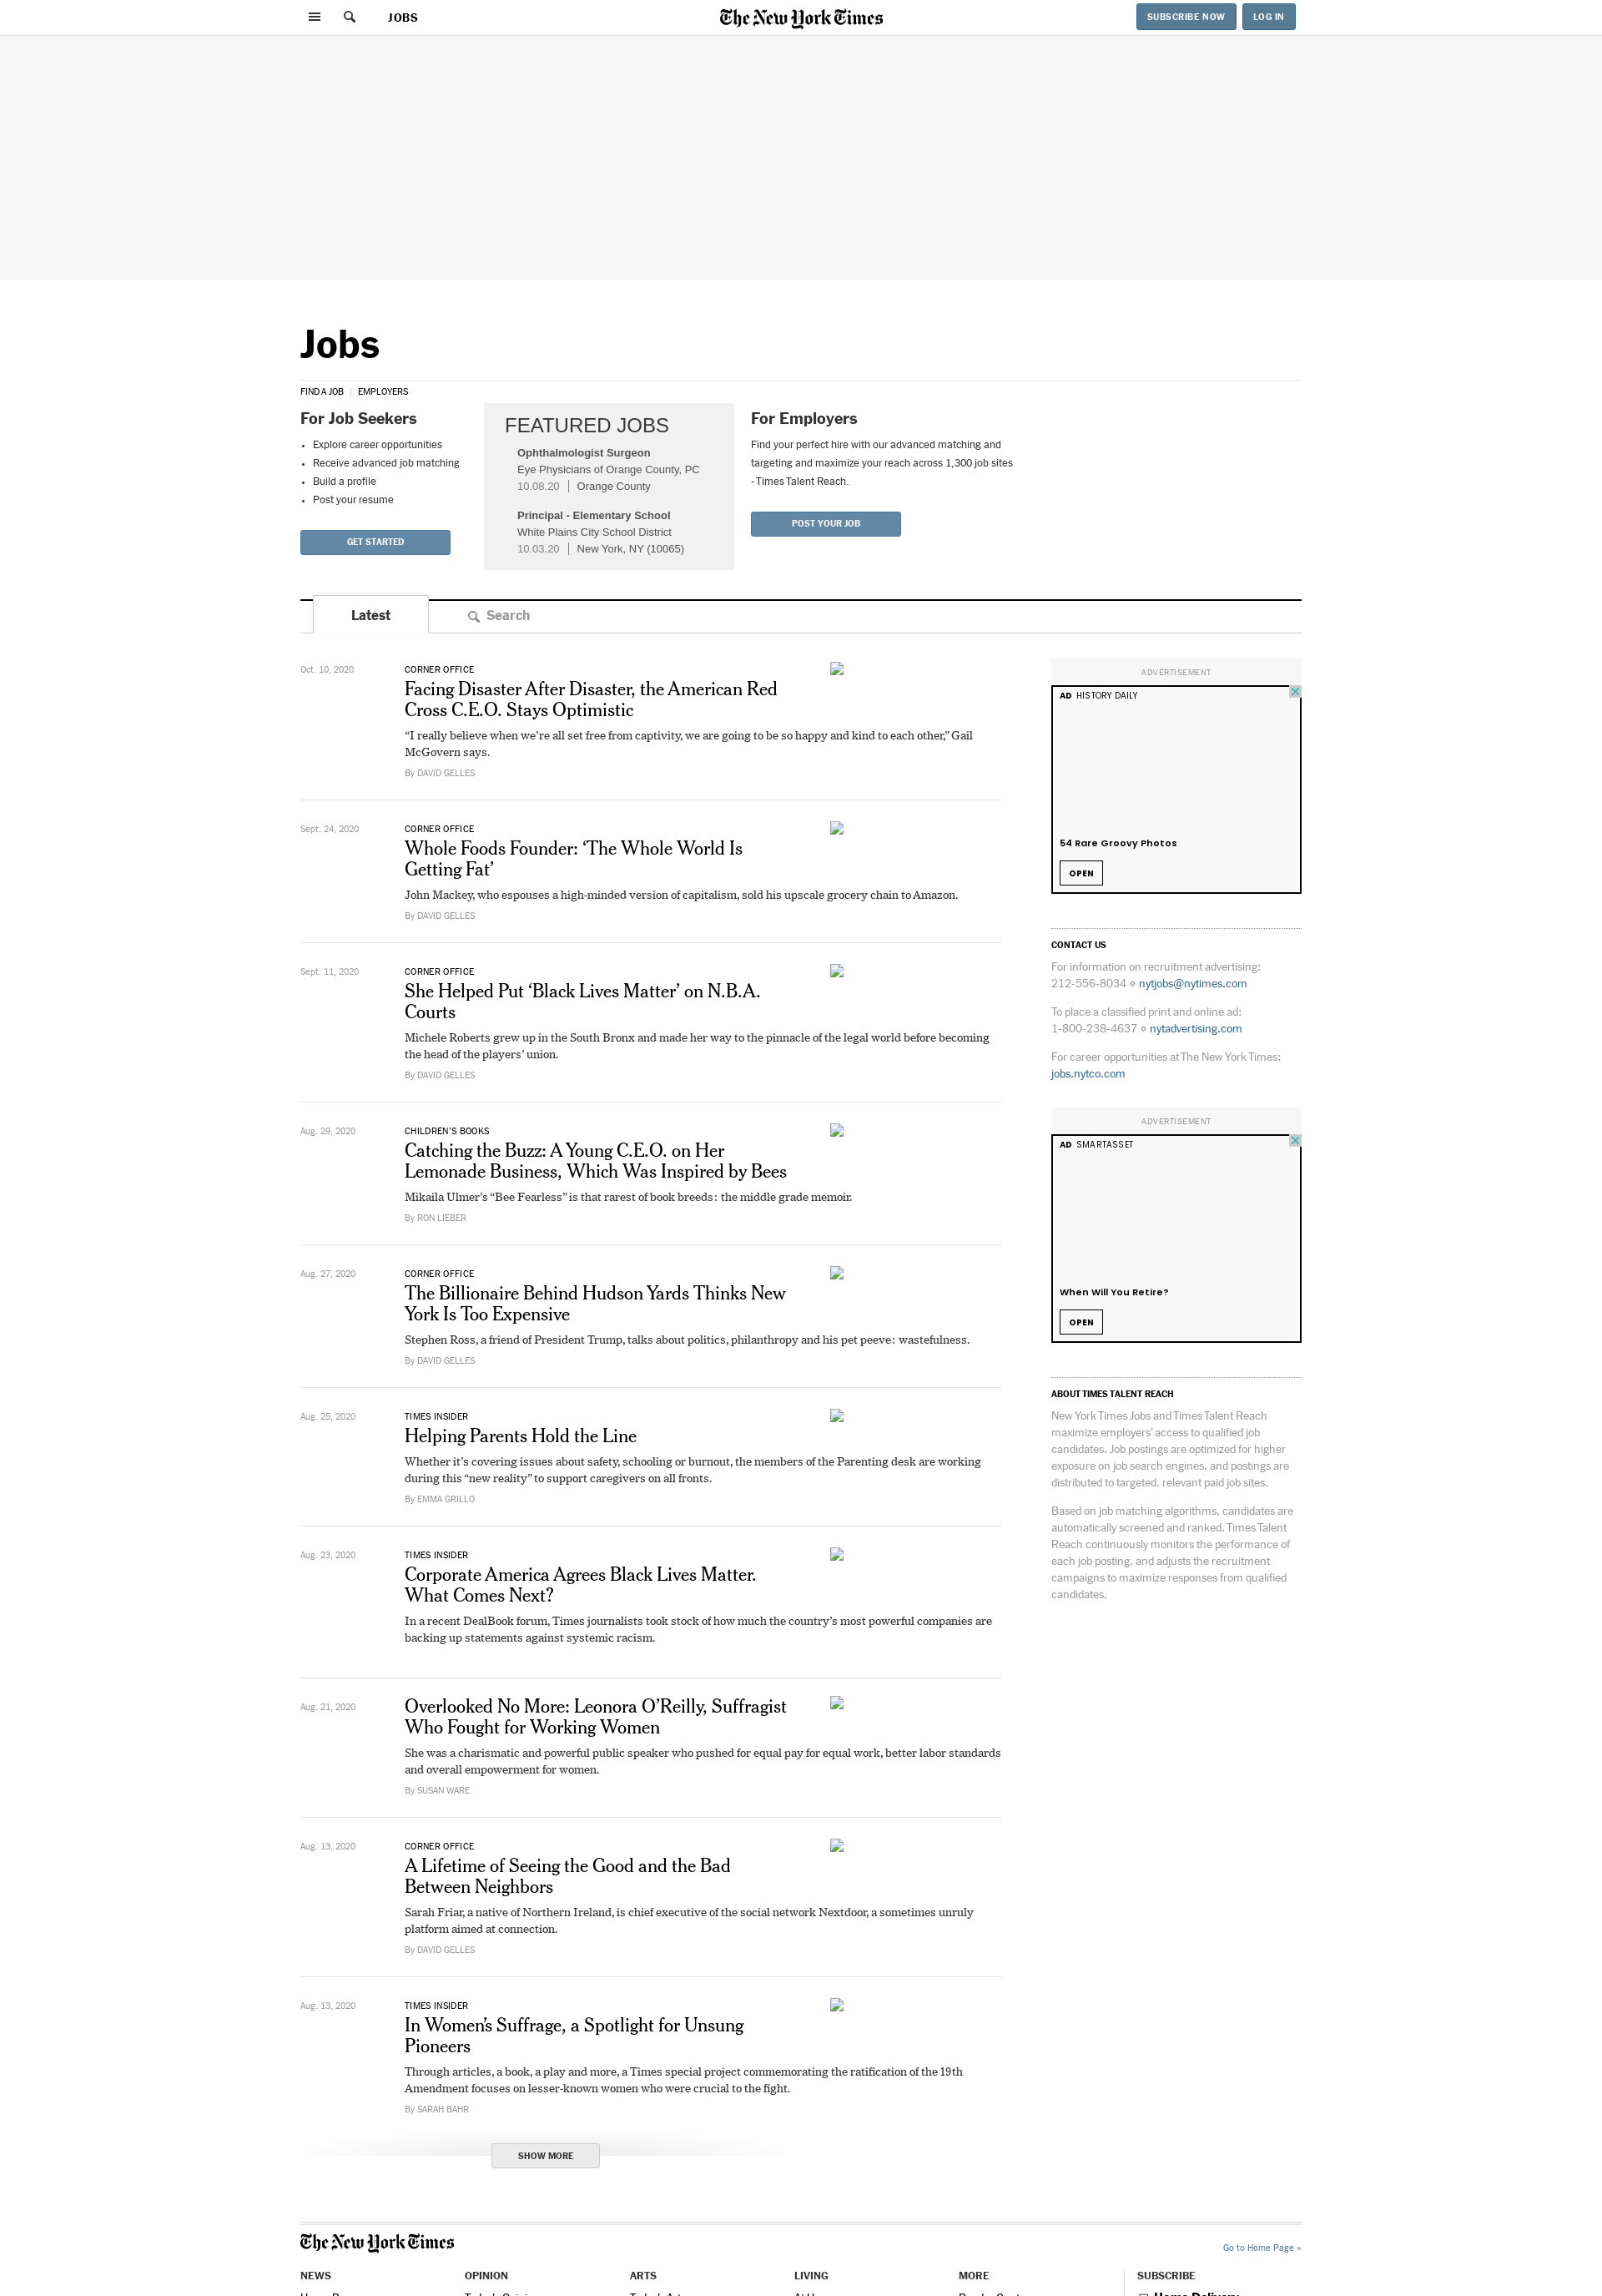 JOBS
The New York Times
SUBSCRIBE NOW
LOG IN
Jobs
FIND A JOB | EMPLOYERS
For Job Seekers
• Explore career opportunities
• Receive advanced job matching
• Build a profile
• Post your resume
GET STARTED
FEATURED JOBS
Ophthalmologist Surgeon
Eye Physicians of Orange County, PC
10.08.20 | Orange County
Principal - Elementary School
White Plains City School District
10.03.20 | New York, NY (10065)
For Employers
Find your perfect hire with our advanced matching and
targeting and maximize your reach across 1,300 job sites
- Times Talent Reach.
POST YOUR JOB
Latest
Search
Oct. 10, 2020
CORNER OFFICE
Facing Disaster After Disaster, the American Red
Cross C.E.O. Stays Optimistic
“I really believe when we’re all set free from captivity, we are going to be so happy and kind to each other,” Gail
McGovern says.
By DAVID GELLES
Sept. 24, 2020
CORNER OFFICE
Whole Foods Founder: ‘The Whole World Is
Getting Fat’
John Mackey, who espouses a high-minded version of capitalism, sold his upscale grocery chain to Amazon.
By DAVID GELLES
Sept. 11, 2020
CORNER OFFICE
She Helped Put ‘Black Lives Matter’ on N.B.A.
Courts
Michele Roberts grew up in the South Bronx and made her way to the pinnacle of the legal world before becoming
the head of the players’ union.
By DAVID GELLES
Aug. 29, 2020
CHILDREN’S BOOKS
Catching the Buzz: A Young C.E.O. on Her
Lemonade Business, Which Was Inspired by Bees
Mikaila Ulmer’s “Bee Fearless” is that rarest of book breeds: the middle grade memoir.
By RON LIEBER
Aug. 27, 2020
CORNER OFFICE
The Billionaire Behind Hudson Yards Thinks New
York Is Too Expensive
Stephen Ross, a friend of President Trump, talks about politics, philanthropy and his pet peeve: wastefulness.
By DAVID GELLES
Aug. 25, 2020
TIMES INSIDER
Helping Parents Hold the Line
Whether it’s covering issues about safety, schooling or burnout, the members of the Parenting desk are working
during this “new reality” to support caregivers on all fronts.
By EMMA GRILLO
Aug. 23, 2020
TIMES INSIDER
Corporate America Agrees Black Lives Matter.
What Comes Next?
In a recent DealBook forum, Times journalists took stock of how much the country’s most powerful companies are
backing up statements against systemic racism.
Aug. 21, 2020
Overlooked No More: Leonora O’Reilly, Suffragist
Who Fought for Working Women
She was a charismatic and powerful public speaker who pushed for equal pay for equal work, better labor standards
and overall empowerment for women.
By SUSAN WARE
Aug. 13, 2020
CORNER OFFICE
A Lifetime of Seeing the Good and the Bad
Between Neighbors
Sarah Friar, a native of Northern Ireland, is chief executive of the social network Nextdoor, a sometimes unruly
platform aimed at connection.
By DAVID GELLES
Aug. 13, 2020
TIMES INSIDER
In Women’s Suffrage, a Spotlight for Unsung
Pioneers
Through articles, a book, a play and more, a Times special project commemorating the ratification of the 19th
Amendment focuses on lesser-known women who were crucial to the fight.
By SARAH BAHR
SHOW MORE
ADVERTISEMENT
AD HISTORY DAILY
54 Rare Groovy Photos
OPEN
CONTACT US
For information on recruitment advertising:
212-556-8034 ⋄ nytjobs@nytimes.com
To place a classified print and online ad:
1-800-238-4637 ⋄ nytadvertising.com
For career opportunities at The New York Times:
jobs.nytco.com
ADVERTISEMENT
AD SMARTASSET
When Will You Retire?
OPEN
ABOUT TIMES TALENT REACH
New York Times Jobs and Times Talent Reach
maximize employers’ access to qualified job
candidates. Job postings are optimized for higher
exposure on job search engines, and postings are
distributed to targeted, relevant paid job sites.
Based on job matching algorithms, candidates are
automatically screened and ranked. Times Talent
Reach continuously monitors the performance of
each job posting, and adjusts the recruitment
campaigns to maximize responses from qualified
candidates.
The New York Times
Go to Home Page »
NEWS
OPINION
ARTS
LIVING
MORE
SUBSCRIBE